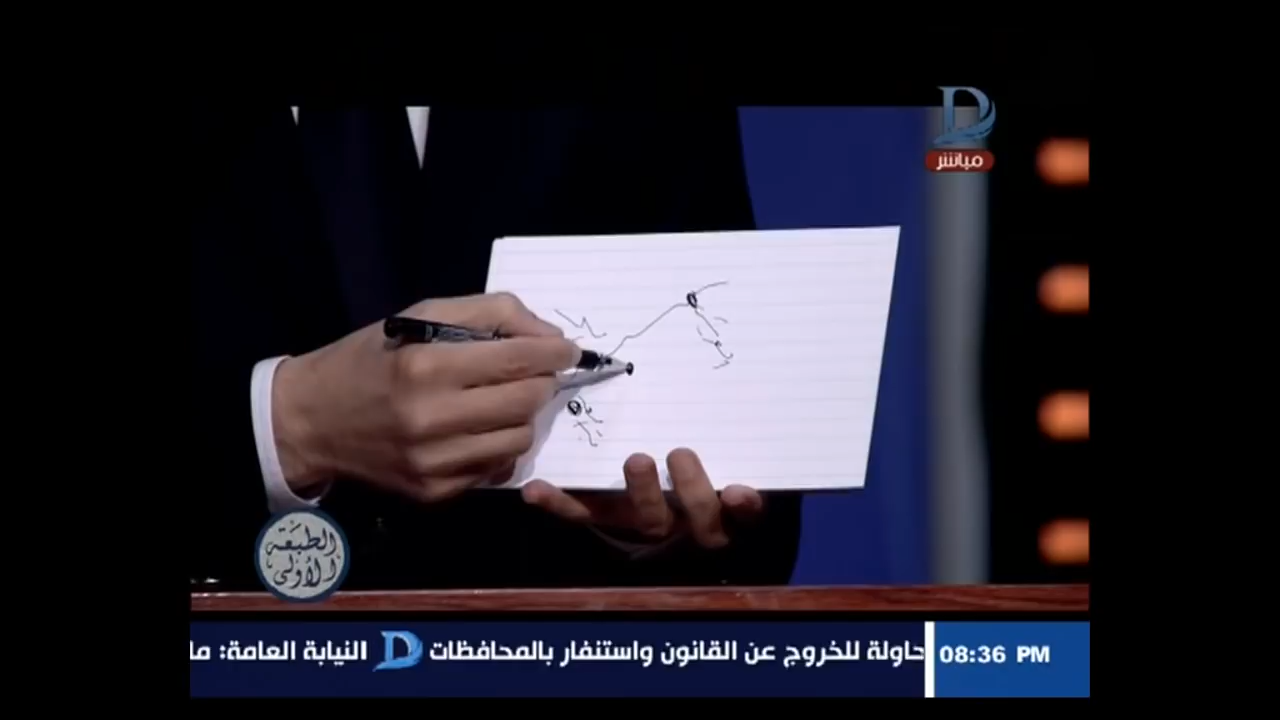 D
مباشر
الطبعة
الأولى
حاولة للخروج عن القانون واستنفار بالمحافظات D النيابة العامة: ما
08:36 PM